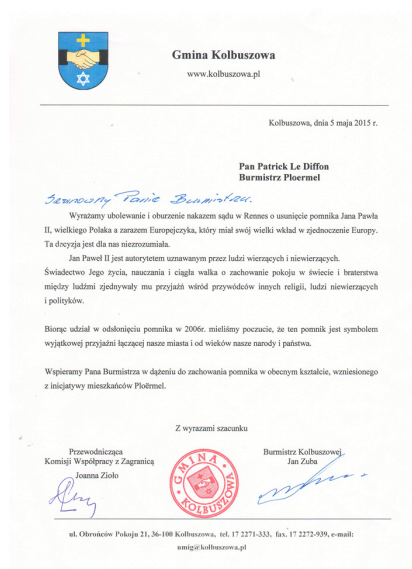 Gmina Kolbuszowa
www.kolbuszowa.pl
Kolbuszowa, dnia 5 maja 2015 r.
Pan Patrick Le Diffon
Burmistrz Ploermel
Szanowny Panie Burmistrzu.
Wyrażamy ubolewanie i oburzenie nakazem sądu w Rennes o usunięcie pomnika Jana Pawła
II, wielkiego Polaka a zarazem Europejczyka, który miał swój wielki wkład w zjednoczenie Europy.
Ta decyzja jest dla nas niezrozumiała.
Jan Paweł II jest autorytetem uznawanym przez ludzi wierzących i niewierzących.
Świadectwo Jego życia, nauczania i ciągła walka o zachowanie pokoju w świecie i braterstwa
między ludźmi zjednywały mu przyjaźń wśród przywódców innych religii, ludzi niewierzących
i polityków.
Biorąc udział w odsłonięciu pomnika w 2006r. mieliśmy poczucie, że ten pomnik jest symbolem
wyjątkowej przyjaźni łączącej nasze miasta i od wieków nasze narody i państwa.
Wspieramy Pana Burmistrza w dążeniu do zachowania pomnika w obecnym kształcie, wzniesionego
z inicjatywy mieszkańców Ploërmel.
Z wyrazami szacunku
Przewodnicząca
Komisji Współpracy z Zagranicą
Joanna Zioło
GMINA KOLBUSZOWA
Burmistrz Kolbuszowej
Jan Zuba
ul. Obrońców Pokoju 21, 36-100 Kolbuszowa, tel. 17 2271-333, fax. 17 2272-939, e-mail:
umig@kolbuszowa.pl